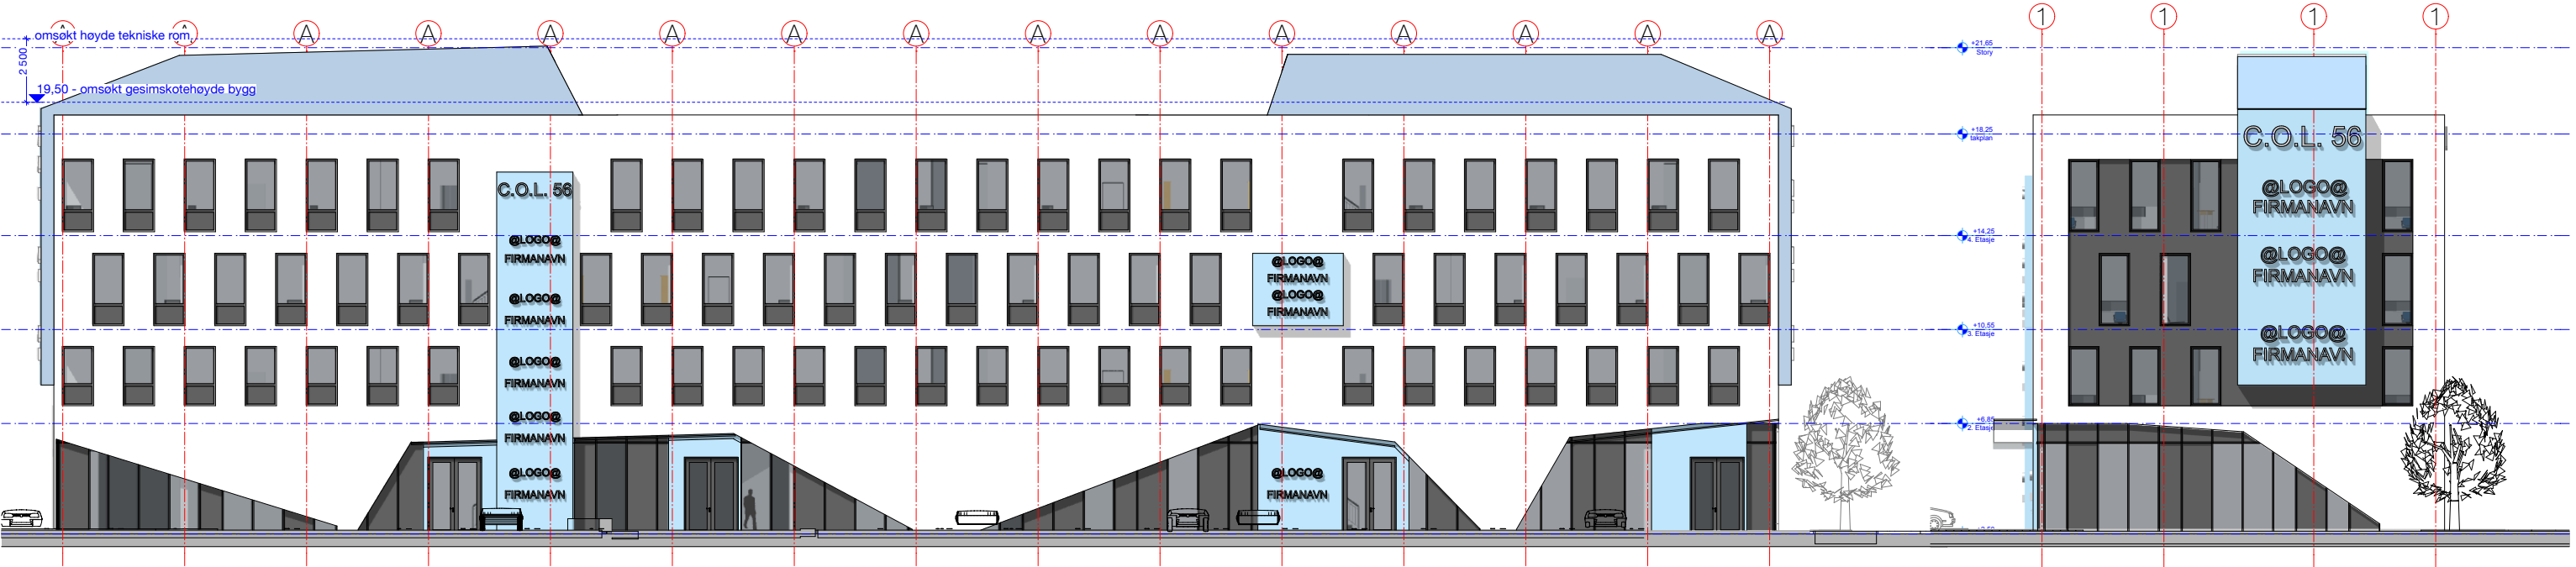 A A A A A A A A A A A A A A A 1 1 1 1
omsøkt høyde tekniske rom,
2 500
19,50 - omsøkt gesimskotehøyde bygg
+21,65
Story
+18,25
takplan
+14,25
4. Etasje
+10,55
3. Etasje
+6,85
2. Etasje
C.O.L. 56
@LOGO@
FIRMANAVN
@LOGO@
FIRMANAVN
@LOGO@
FIRMANAVN
@LOGO@
FIRMANAVN
@LOGO@
FIRMANAVN
@LOGO@
FIRMANAVN
@LOGO@
FIRMANAVN
@LOGO@
FIRMANAVN
C.O.L. 56
@LOGO@
FIRMANAVN
@LOGO@
FIRMANAVN
@LOGO@
FIRMANAVN